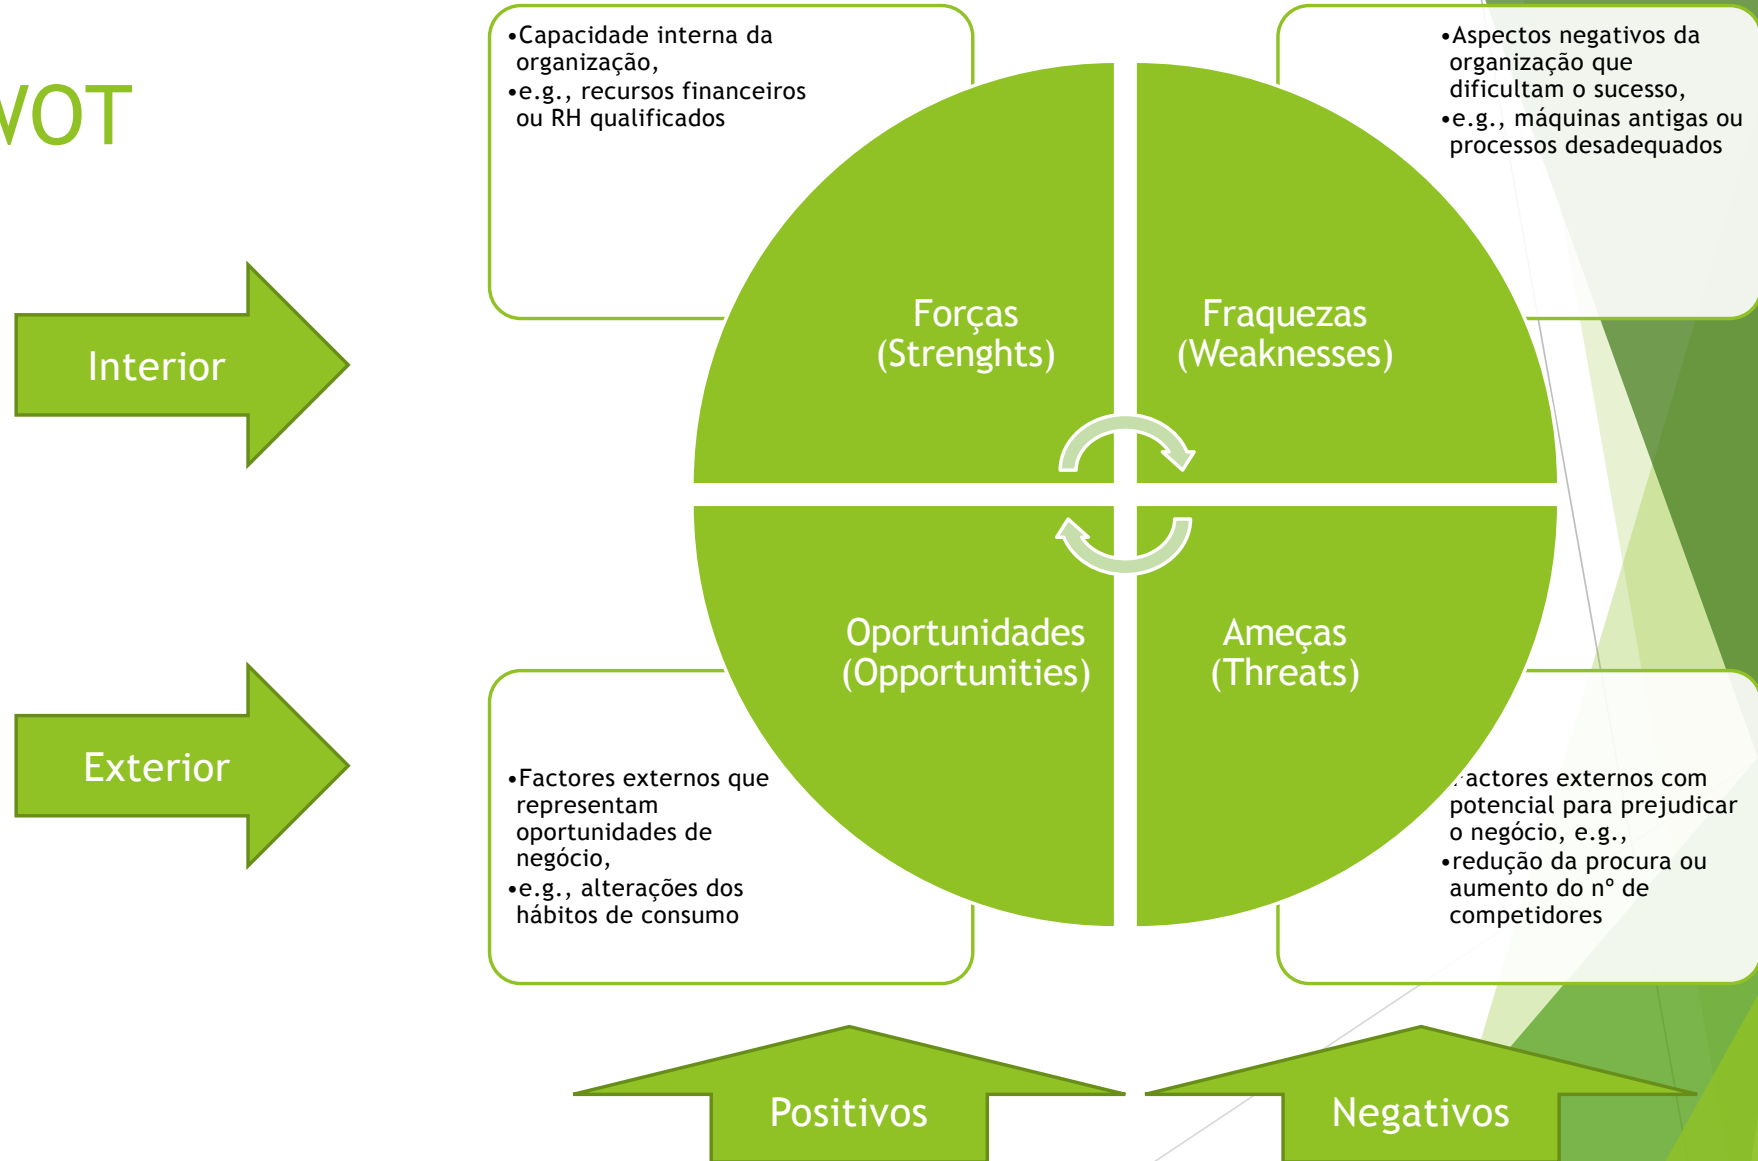 WOT
•Capacidade interna da
organização,
•e.g., recursos financeiros
ou RH qualificados
•Aspectos negativos da
organização que
dificultam o sucesso,
•e.g., máquinas antigas ou
processos desadequados
Interior
Forças
(Strenghts)
Fraquezas
(Weaknesses)
Oportunidades
(Opportunities)
Ameças
(Threats)
Exterior
•Factores externos que
representam
oportunidades de
negócio,
•e.g., alterações dos
hábitos de consumo
actores externos com
potencial para prejudicar
o negócio, e.g.,
•redução da procura ou
aumento do nº de
competidores
Positivos
Negativos